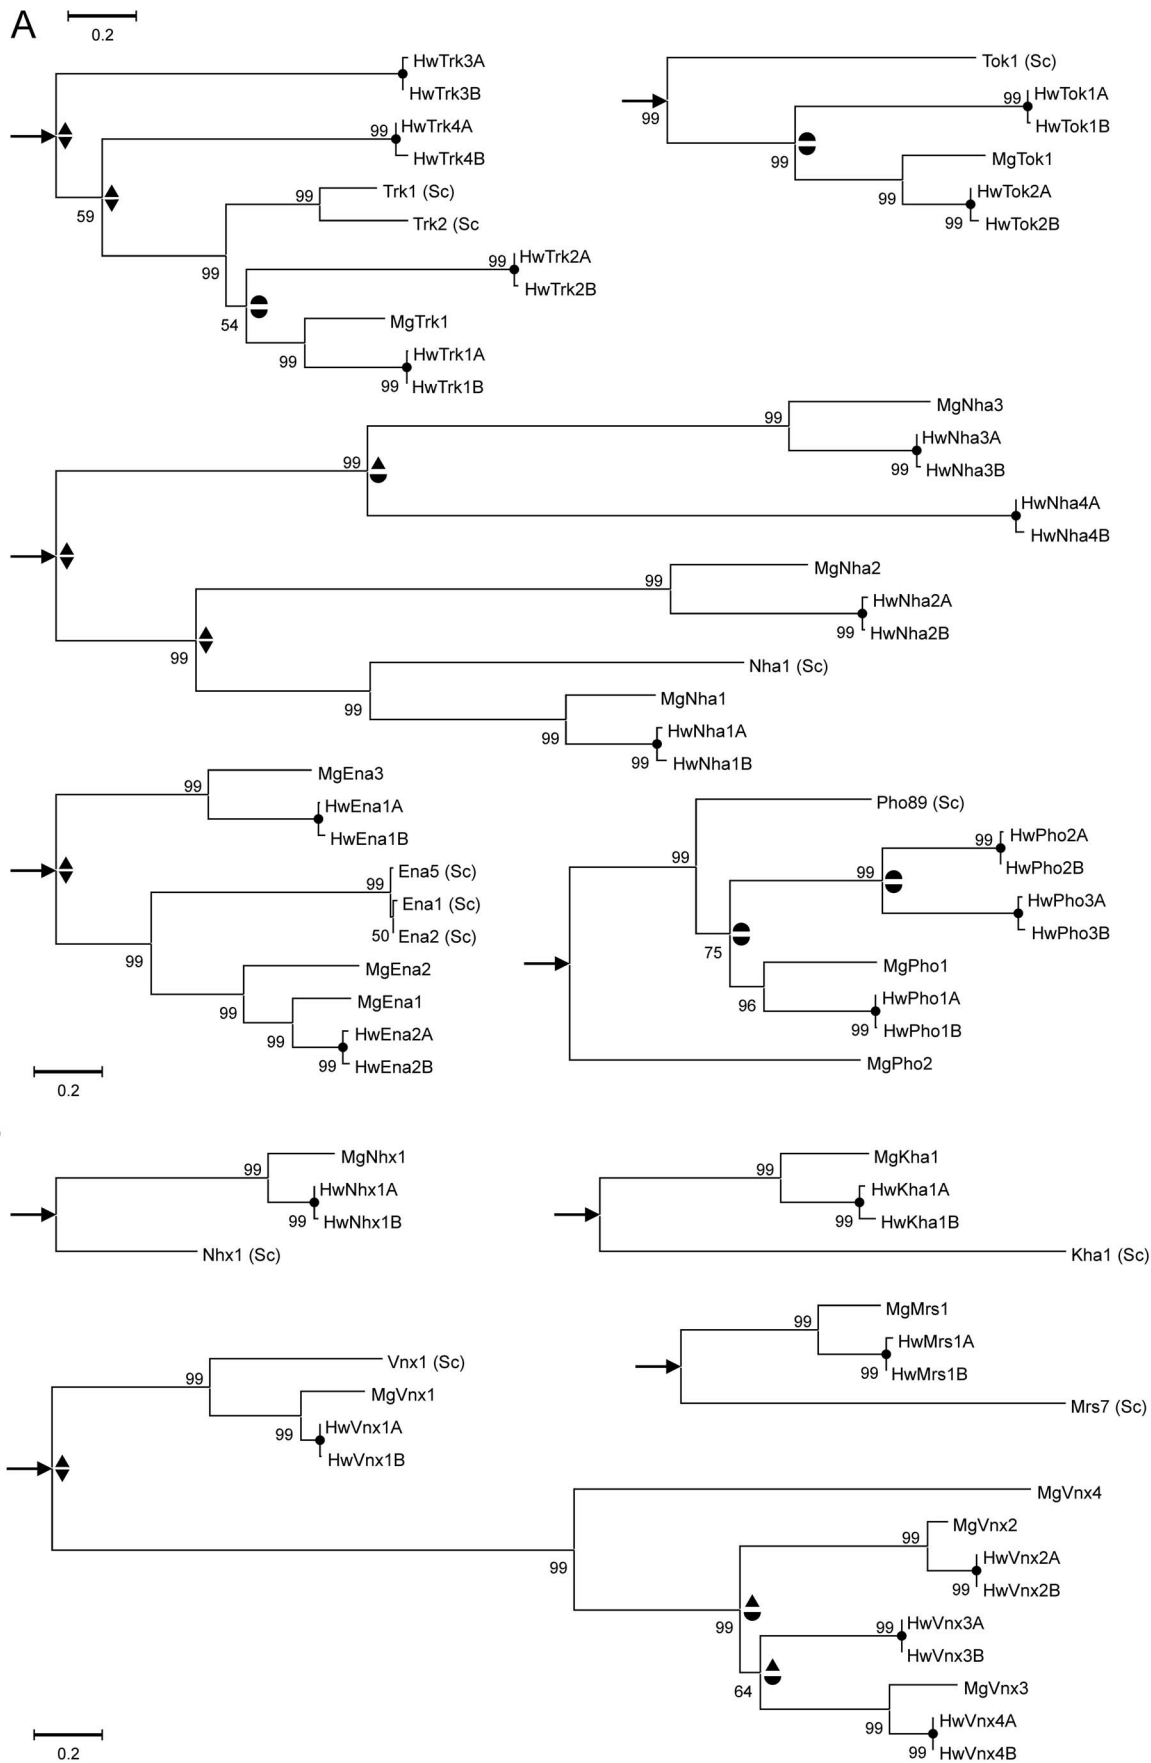 A
0.2
HwTrk3A
HwTrk3B
99
HwTrk4A
HwTrk4B
59
99
Trk1 (Sc)
Trk2 (Sc
99
99
HwTrk2A
HwTrk2B
54
MgTrk1
99
HwTrk1A
99
HwTrk1B
Tok1 (Sc)
99
99
HwTok1A
HwTok1B
99
MgTok1
99
HwTok2A
99
HwTok2B
99
MgNha3
HwNha3A
99
99
HwNha3B
HwNha4A
HwNha4B
99
MgNha2
HwNha2A
99
HwNha2B
99
Nha1 (Sc)
99
MgNha1
99
HwNha1A
99
HwNha1B
99
MgEna3
HwEna1A
HwEna1B
99
Ena5 (Sc)
Ena1 (Sc)
50
Ena2 (Sc)
99
MgEna2
99
MgEna1
99
HwEna2A
99
HwEna2B
0.2
Pho89 (Sc)
99
99
HwPho2A
HwPho2B
99
HwPho3A
HwPho3B
75
MgPho1
96
HwPho1A
99
HwPho1B
MgPho2
99
MgNhx1
HwNhx1A
99
HwNhx1B
Nhx1 (Sc)
99
MgKha1
HwKha1A
99
HwKha1B
Kha1 (Sc)
99
MgMrs1
HwMrs1A
99
HwMrs1B
Mrs7 (Sc)
99
Vnx1 (Sc)
MgVnx1
99
HwVnx1A
HwVnx1B
99
MgVnx4
99
MgVnx2
HwVnx2A
99
HwVnx2B
99
99
HwVnx3A
HwVnx3B
64
MgVnx3
99
HwVnx4A
99
HwVnx4B
0.2